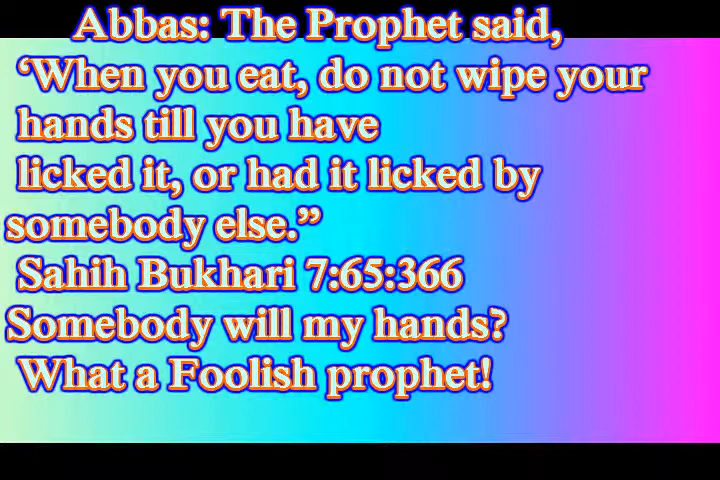 Abbas: The Prophet said,
‘When you eat, do not wipe your
hands till you have
licked it, or had it licked by
somebody else.”
Sahih Bukhari 7:65:366
Somebody will my hands?
What a Foolish prophet!